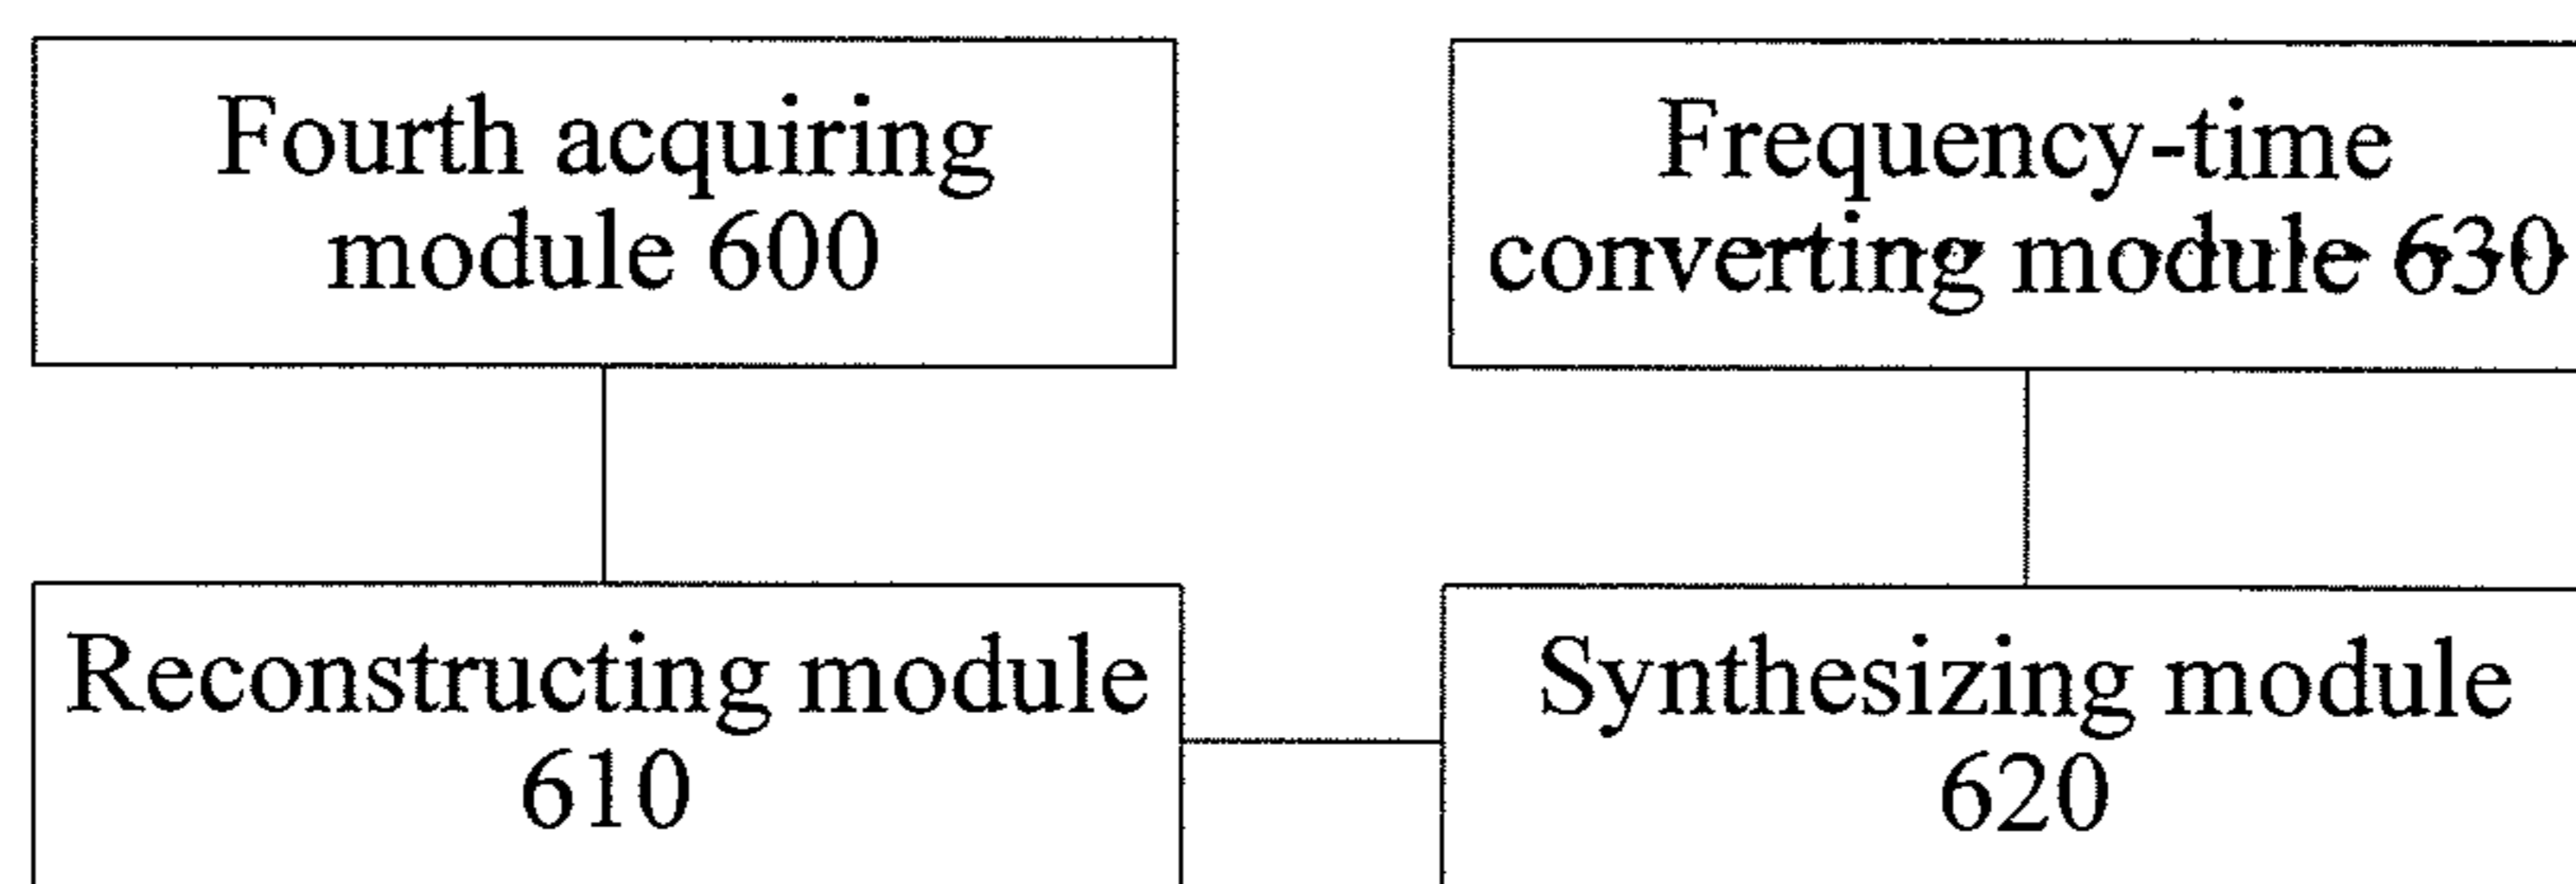 Fourth acquiring
module 600
Frequency-time
converting module 630
Reconstructing module
610
Synthesizing module
620